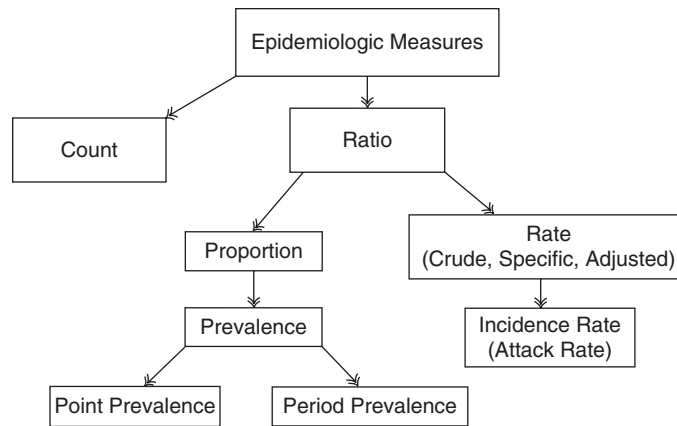 Epidemiologic Measures
Count
Ratio
Proportion
Rate
(Crude, Specific, Adjusted)
Prevalence
Incidence Rate
(Attack Rate)
Point Prevalence
Period Prevalence